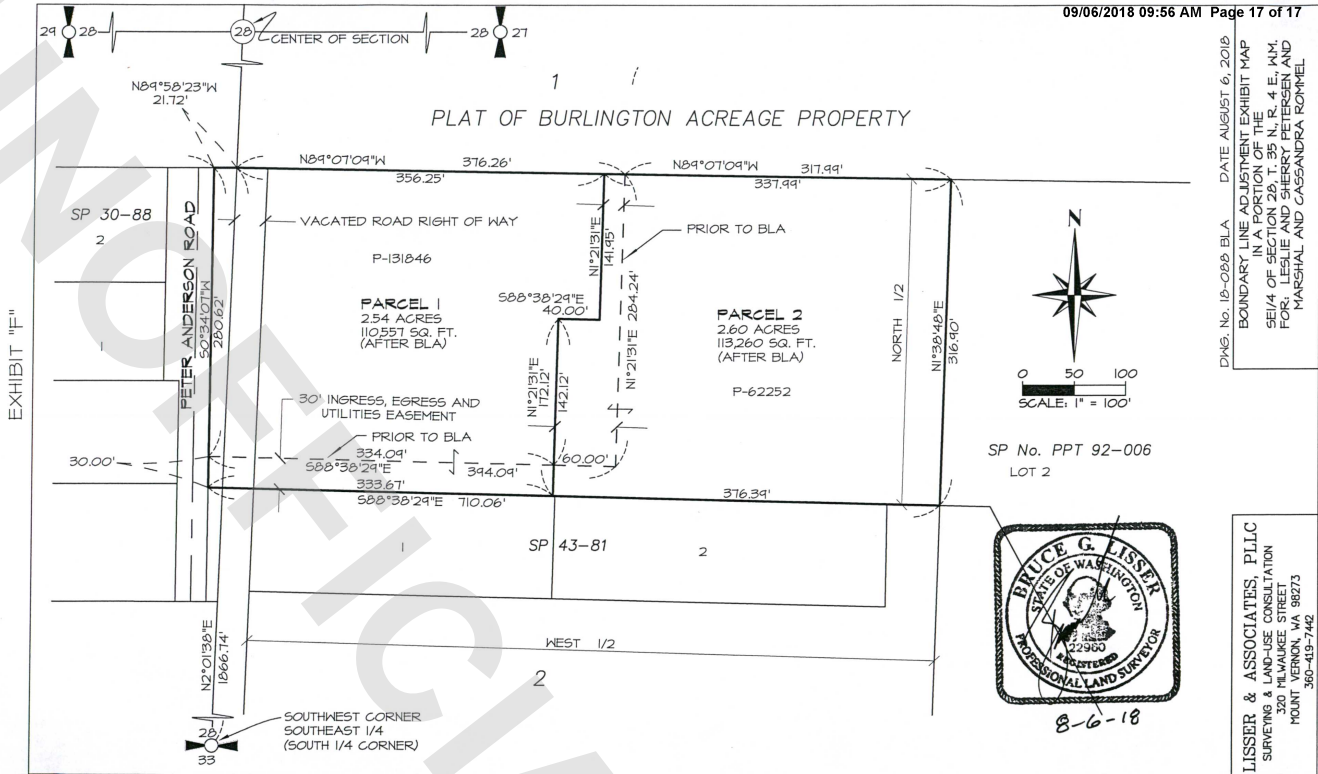 09/06/2018 09:56 AM Page 17 of 17
UNOFFICIAL
EXHIBIT "F"
29
28
28
CENTER OF SECTION
28
27
N89°58'23"W
21.72'
1
PLAT OF BURLINGTON ACREAGE PROPERTY
N89°07'09"W 376.26'
356.25'
N89°07'09"W 317.99'
337.99'
SP 30-88
2
1
PETER ANDERSON ROAD
S0°34'07"W
280.62'
VACATED ROAD RIGHT OF WAY
P-131846
PARCEL 1
2.54 ACRES
110,557 SQ. FT.
(AFTER BLA)
N1°21'31"E
141.95'
PRIOR TO BLA
S88°38'29"E
40.00'
N1°21'31"E 284.24'
N1°21'31"E
172.12'
142.12'
PARCEL 2
2.60 ACRES
113,260 SQ. FT.
(AFTER BLA)
P-62252
NORTH 1/2
N1°38'48"E
316.90'
N
0 50 100
SCALE: 1" = 100'
30' INGRESS, EGRESS AND
UTILITIES EASEMENT
PRIOR TO BLA
30.00'
334.09'
S88°38'29"E 394.09'
60.00'
333.67'
S88°38'29"E 710.06'
376.39'
SP No. PPT 92-006
LOT 2
1
SP 43-81
2
WEST 1/2
2
N2°01'38"E
1866.74'
28
33
SOUTHWEST CORNER
SOUTHEAST 1/4
(SOUTH 1/4 CORNER)
BRUCE G. LISSER
STATE OF WASHINGTON
22960
REGISTERED
PROFESSIONAL LAND SURVEYOR
8-6-18
DWG. No. 18-088 BLA DATE AUGUST 6, 2018
BOUNDARY LINE ADJUSTMENT EXHIBIT MAP
IN A PORTION OF THE
SE1/4 OF SECTION 28, T. 35 N., R. 4 E., W.M.
FOR: LESLIE AND SHERRY PETERSEN AND
MARSHAL AND CASSANDRA ROMMEL
LISSER & ASSOCIATES, PLLC
SURVEYING & LAND-USE CONSULTATION
320 MILWAUKEE STREET
MOUNT VERNON, WA 98273
360-419-7442